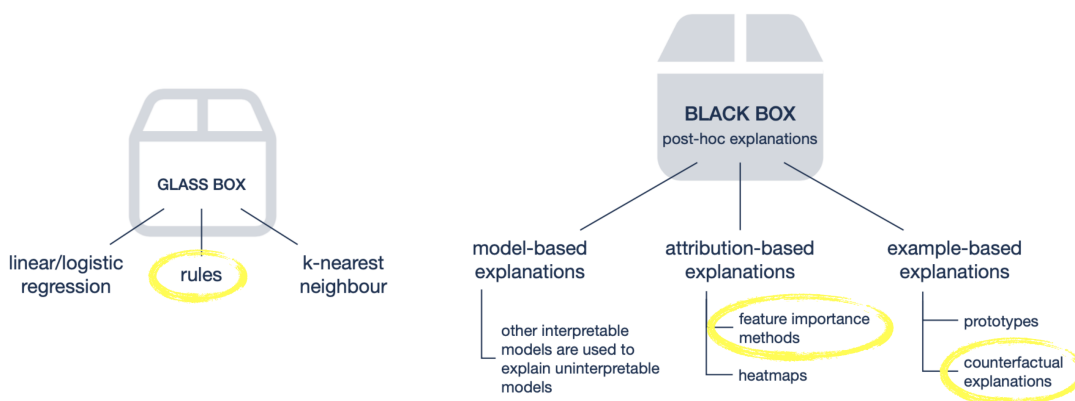 GLASS BOX
linear/logistic
regression
rules
k-nearest
neighbour
BLACK BOX
post-hoc explanations
model-based
explanations
other interpretable
models are used to
explain uninterpretable
models
attribution-based
explanations
feature importance
methods
heatmaps
example-based
explanations
prototypes
counterfactual
explanations